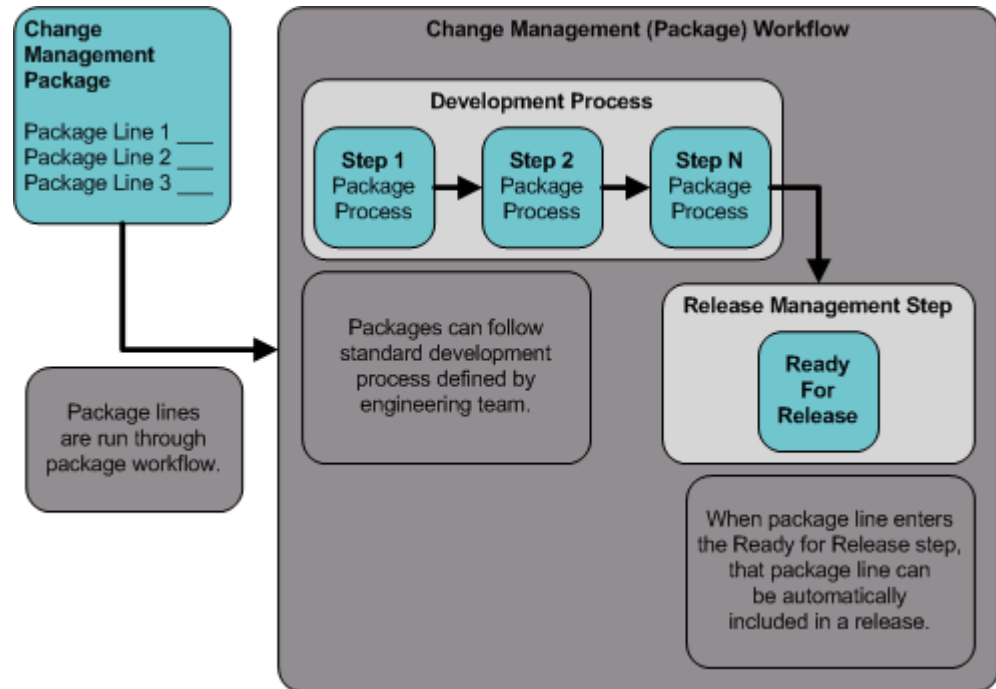 Change
Management
Package
Package Line 1 ___
Package Line 2 ___
Package Line 3 ___
Package lines
are run through
package workflow.
Change Management (Package) Workflow
Development Process
Step 1
Package
Process
Step 2
Package
Process
Step N
Package
Process
Packages can follow
standard development
process defined by
engineering team.
Release Management Step
Ready
For
Release
When package line enters
the Ready for Release step,
that package line can
be automatically
included in a release.